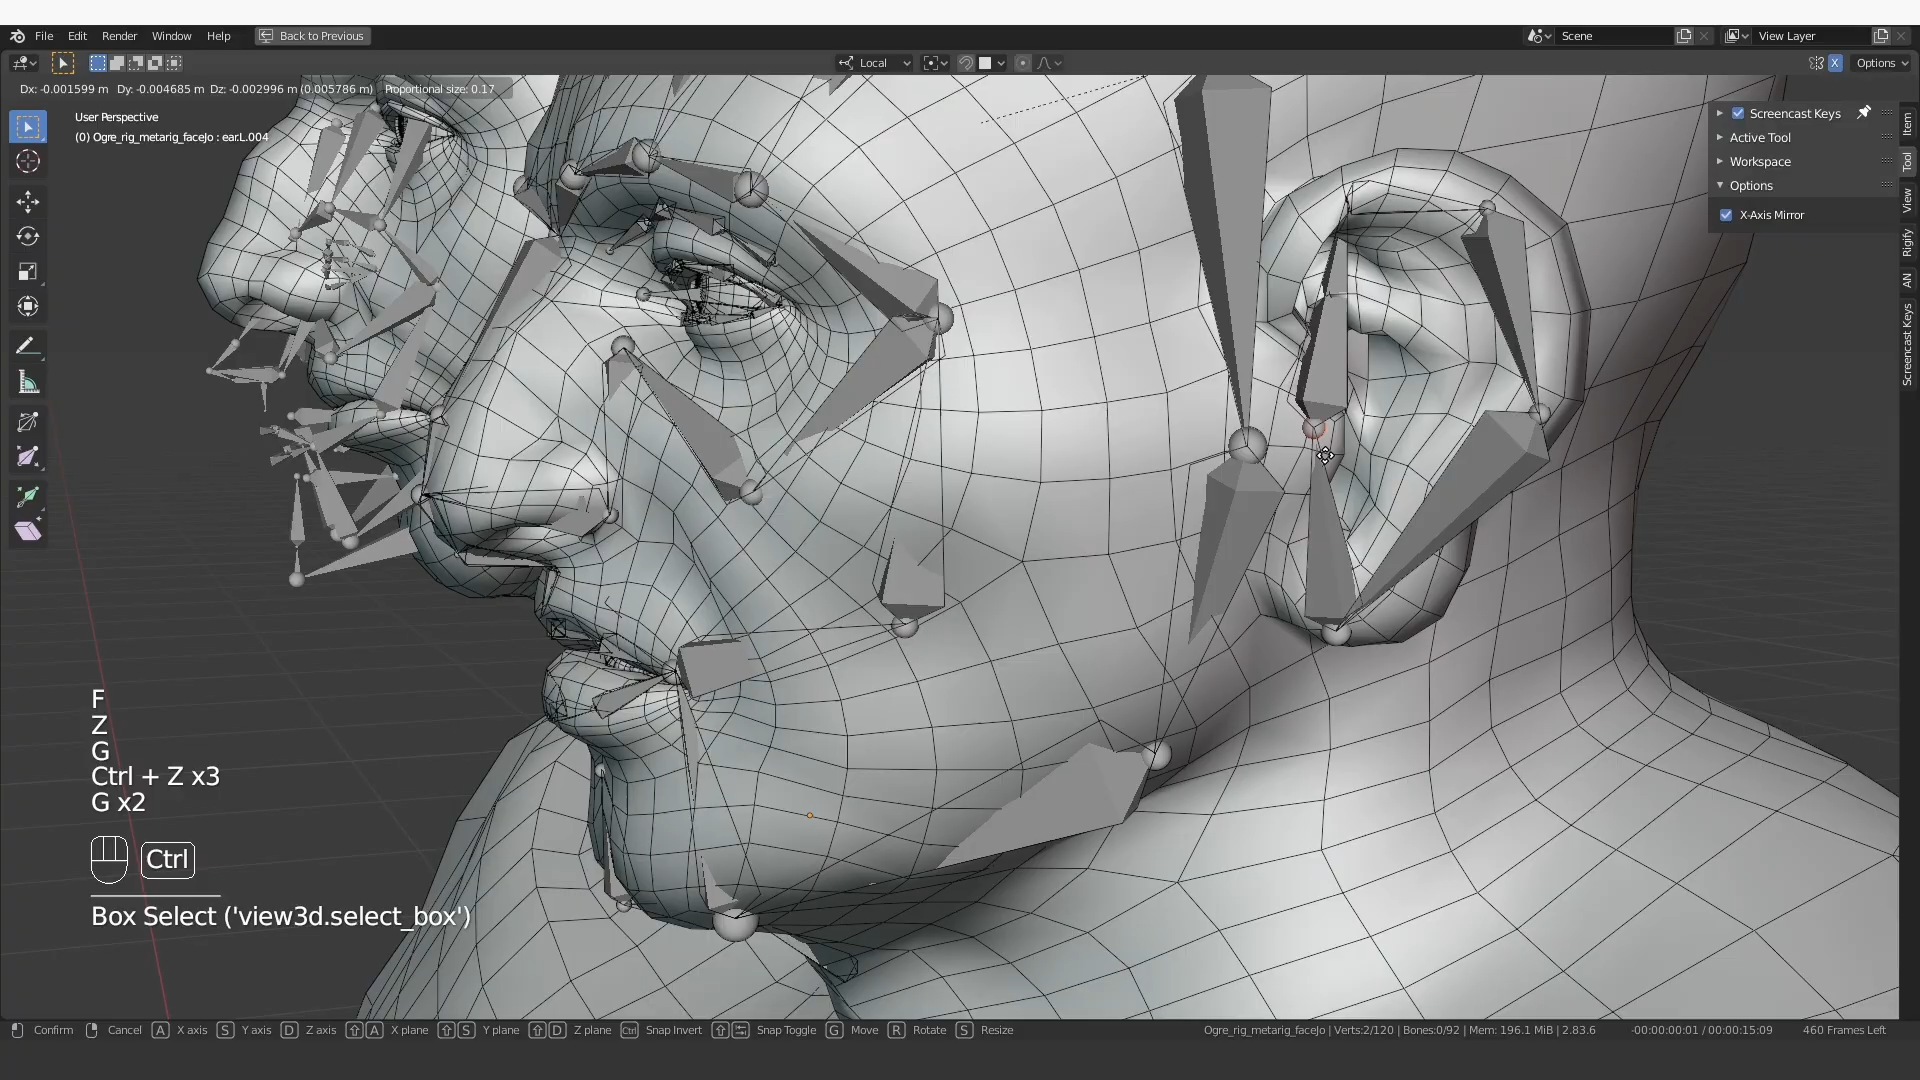 File Edit Render Window Help Back to Previous Scene View Layer
Local X Options
Dx: -0.001599 m Dy: -0.004685 m Dz: -0.002996 m (0.005786 m) Proportional size: 0.17
User Perspective
(0) Ogre_rig_metarig_faceJo : ear.L.004
Screencast Keys
Active Tool
Workspace
Options
X-Axis Mirror
Item
Tool
View
Rigify
AN
Screencast Keys
F
Z
G
Ctrl + Z x3
G x2
Ctrl
Box Select ('view3d.select_box')
Confirm Cancel A X axis S Y axis D Z axis A X plane S Y plane D Z plane Ctrl Snap Invert Snap Toggle G Move R Rotate S Resize Ogre_rig_metarig_faceJo | Verts:2/120 | Bones:0/92 | Mem: 196.1 MiB | 2.83.6 -00:00:00:01 / 00:00:15:09 460 Frames Left